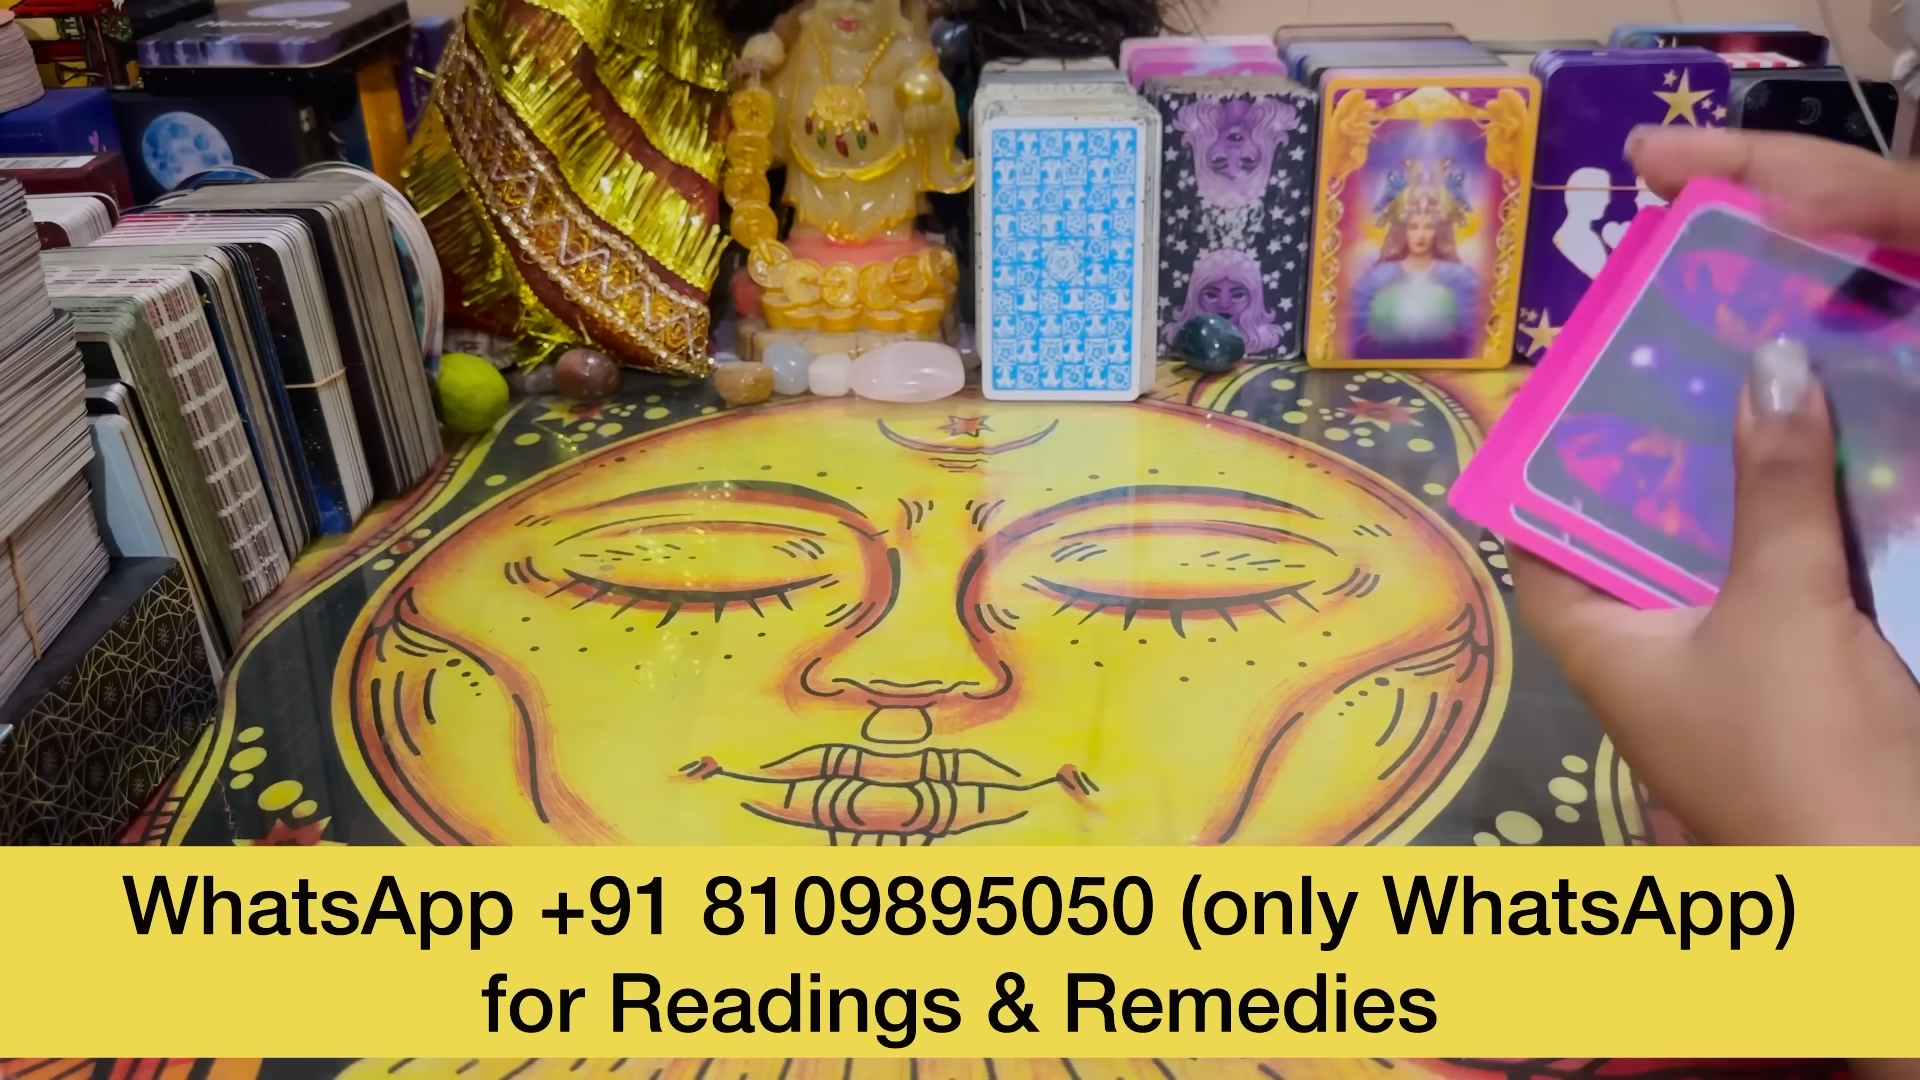 WhatsApp +91 8109895050 (only WhatsApp)
for Readings & Remedies